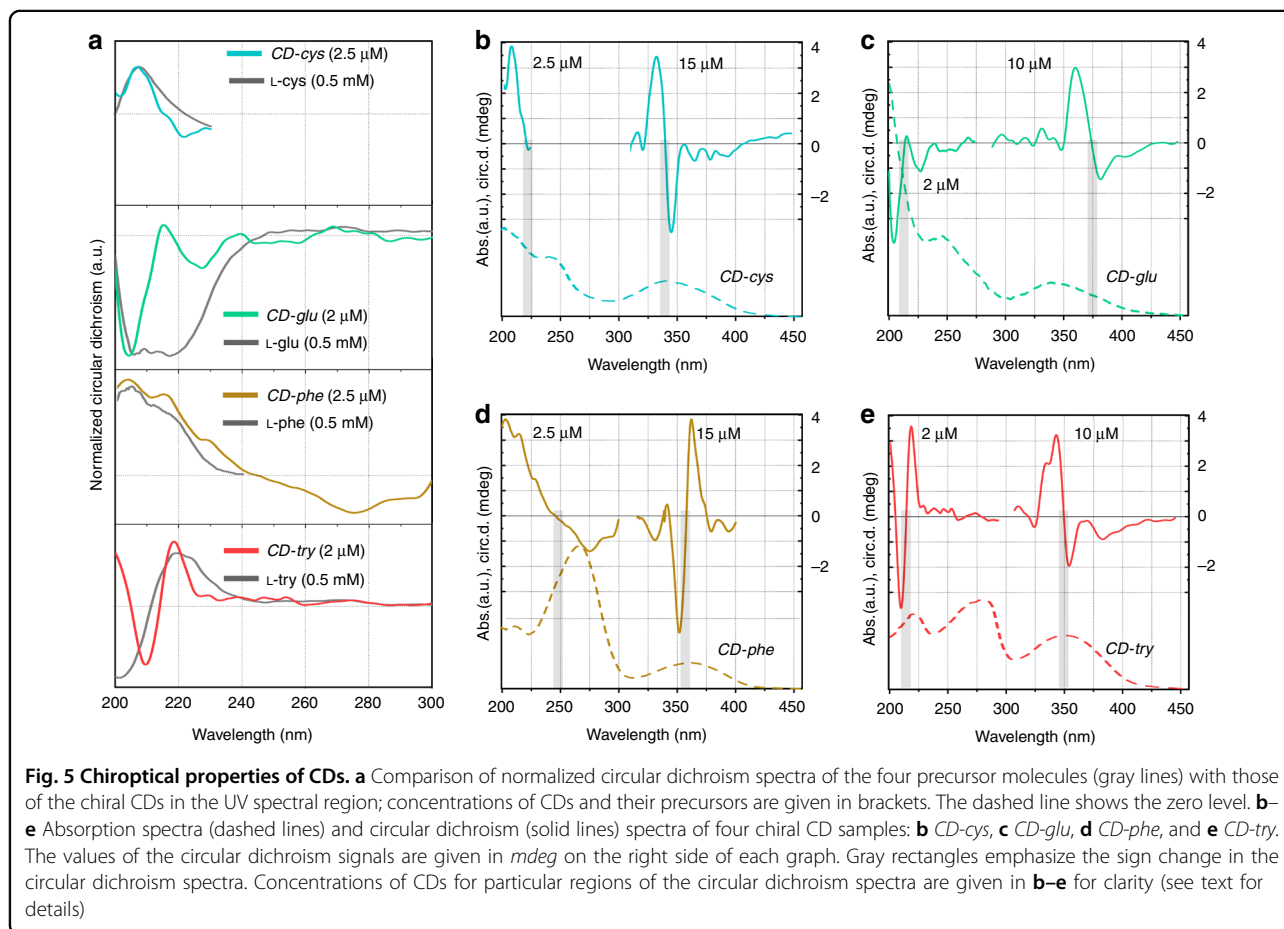 a
CD-cys (2.5 μM)
L-cys (0.5 mM)
CD-glu (2 μM)
L-glu (0.5 mM)
CD-phe (2.5 μM)
L-phe (0.5 mM)
CD-try (2 μM)
L-try (0.5 mM)
Normalized circular dichroism (a.u.)
200 220 240 260 280 300
Wavelength (nm)
b
2.5 μM 15 μM
4
2
0
−2
Abs.(a.u.), circ.d. (mdeg)
CD-cys
200 250 300 350 400 450
Wavelength (nm)
c
10 μM
2 μM
4
2
0
−2
Abs.(a.u.), circ.d. (mdeg)
CD-glu
200 250 300 350 400 450
Wavelength (nm)
d
2.5 μM 15 μM
4
2
0
−2
Abs.(a.u.), circ.d. (mdeg)
CD-phe
200 250 300 350 400 450
Wavelength (nm)
e
2 μM 10 μM
4
2
0
−2
Abs.(a.u.), circ.d. (mdeg)
CD-try
200 250 300 350 400 450
Wavelength (nm)
Fig. 5 Chiroptical properties of CDs. a Comparison of normalized circular dichroism spectra of the four precursor molecules (gray lines) with those
of the chiral CDs in the UV spectral region; concentrations of CDs and their precursors are given in brackets. The dashed line shows the zero level. b–
e Absorption spectra (dashed lines) and circular dichroism (solid lines) spectra of four chiral CD samples: b CD-cys, c CD-glu, d CD-phe, and e CD-try.
The values of the circular dichroism signals are given in mdeg on the right side of each graph. Gray rectangles emphasize the sign change in the
circular dichroism spectra. Concentrations of CDs for particular regions of the circular dichroism spectra are given in b–e for clarity (see text for
details)